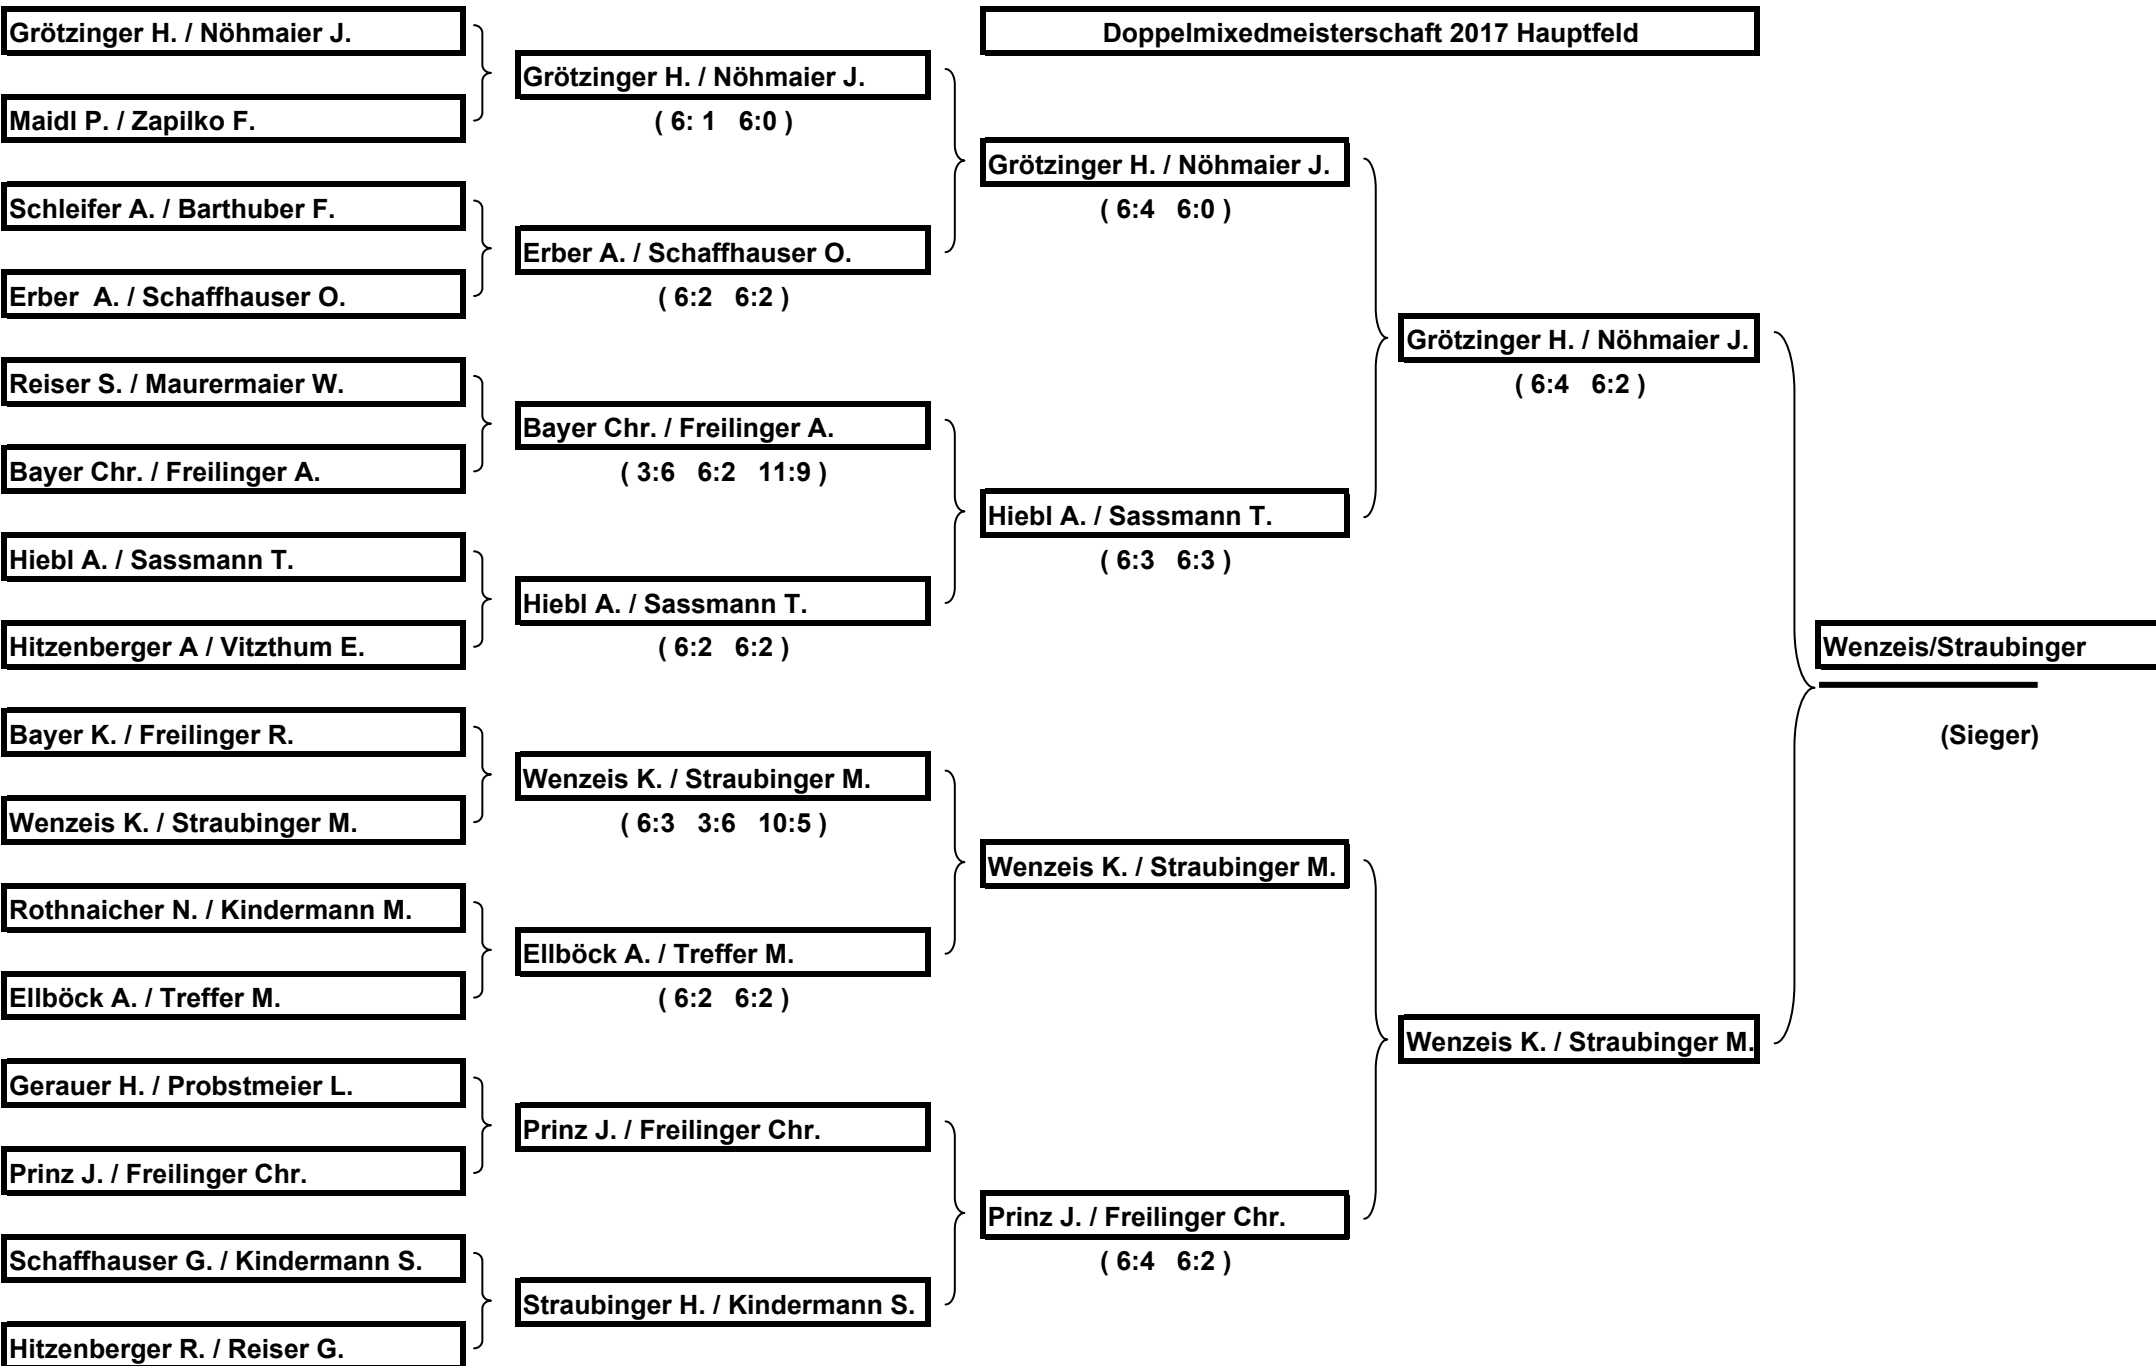 Doppelmixedmeisterschaft 2017 Hauptfeld
Grötzinger H. / Nöhmaier J.
Maidl P. / Zapilko F.
Schleifer A. / Barthuber F.
Erber  A. / Schaffhauser O.
Reiser S. / Maurermaier W.
Bayer Chr. / Freilinger A.
Hiebl A. / Sassmann T.
Hitzenberger A / Vitzthum E.
Bayer K. / Freilinger R.
Wenzeis K. / Straubinger M.
Rothnaicher N. / Kindermann M.
Ellböck A. / Treffer M.
Gerauer H. / Probstmeier L.
Prinz J. / Freilinger Chr.
Schaffhauser G. / Kindermann S.
Hitzenberger R. / Reiser G.
Grötzinger H. / Nöhmaier J.
( 6: 1   6:0 )
Erber A. / Schaffhauser O.
( 6:2   6:2 )
Bayer Chr. / Freilinger A.
( 3:6   6:2   11:9 )
Hiebl A. / Sassmann T.
( 6:2   6:2 )
Wenzeis K. / Straubinger M.
( 6:3   3:6   10:5 )
Ellböck A. / Treffer M.
( 6:2   6:2 )
Prinz J. / Freilinger Chr.
Straubinger H. / Kindermann S.
Grötzinger H. / Nöhmaier J.
( 6:4   6:0 )
Hiebl A. / Sassmann T.
( 6:3   6:3 )
Wenzeis K. / Straubinger M.
Prinz J. / Freilinger Chr.
( 6:4   6:2 )
Grötzinger H. / Nöhmaier J.
( 6:4   6:2 )
Wenzeis K. / Straubinger M.
Wenzeis/Straubinger
(Sieger)